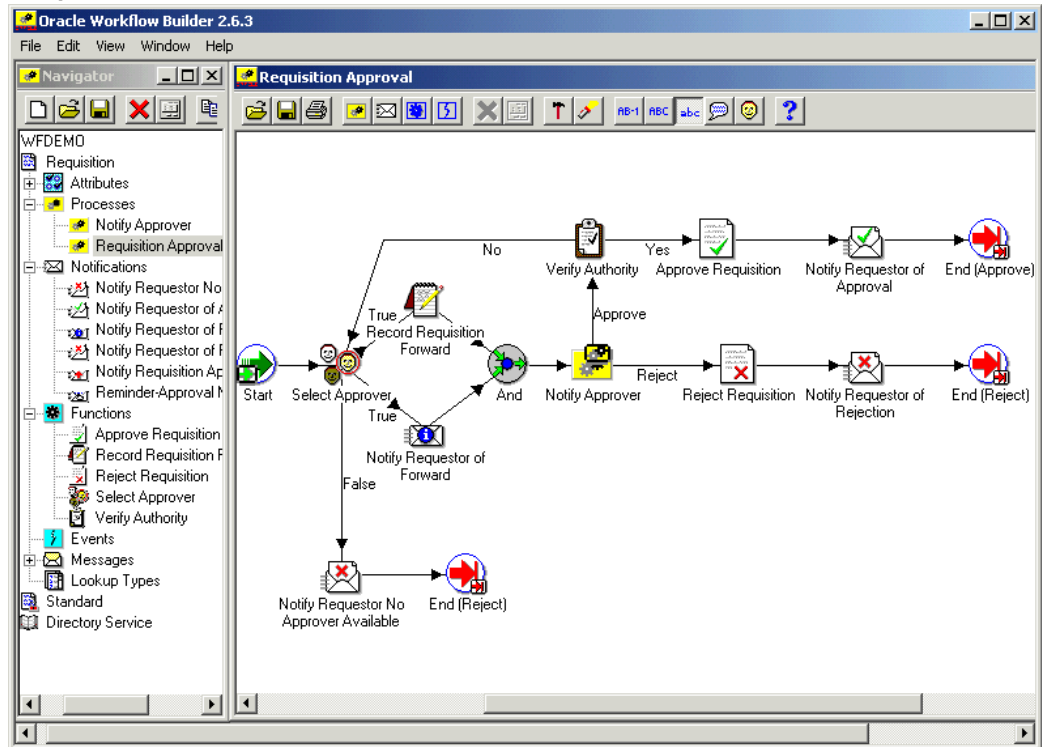 Oracle Workflow Builder 2.6.3
File Edit View Window Help
Navigator
WFDEMO
Requisition
Attributes
Processes
Notify Approver
Requisition Approval
Notifications
Notify Requestor No
Notify Requestor of
Notify Requestor of
Notify Requestor of
Notify Requisition Ap
Reminder-Approval
Functions
Approve Requisition
Record Requisition
Reject Requisition
Select Approver
Verify Authority
Events
Messages
Lookup Types
Standard
Directory Service
Requisition Approval
AB-1 ABC abc ?
No
Yes
Verify Authority
Approve Requisition
Notify Requestor of
Approval
End (Approve)
True
Record Requisition
Forward
Approve
Start
Select Approver
And
Notify Approver
Reject
Reject Requisition
Notify Requestor of
Rejection
End (Reject)
True
Notify Requestor of
Forward
False
Notify Requestor No
Approver Available
End (Reject)